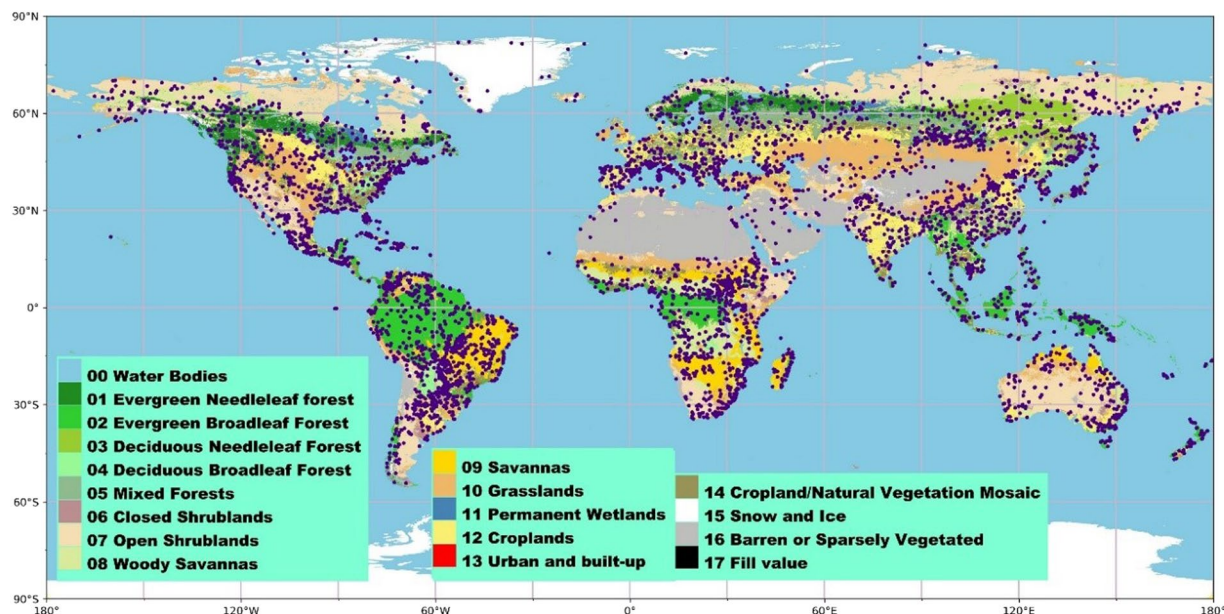 90°N
60°N
30°N
0°
30°S
60°S
90°S
00 Water Bodies
01 Evergreen Needleleaf forest
02 Evergreen Broadleaf Forest
03 Deciduous Needleleaf Forest
04 Deciduous Broadleaf Forest
05 Mixed Forests
06 Closed Shrublands
07 Open Shrublands
08 Woody Savannas
09 Savannas
10 Grasslands
11 Permanent Wetlands
12 Croplands
13 Urban and built-up
14 Cropland/Natural Vegetation Mosaic
15 Snow and Ice
16 Barren or Sparsely Vegetated
17 Fill value
180° 120°W 60°W 0° 60°E 120°E 180°